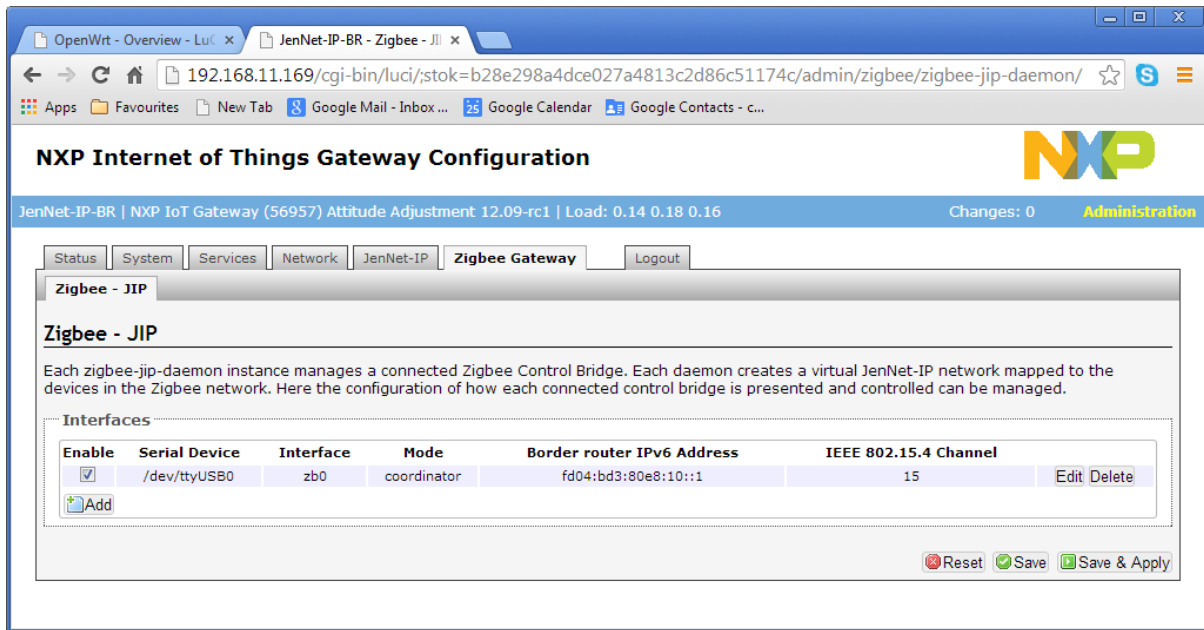 OpenWrt - Overview - LuC
JenNet-IP-BR - Zigbee - JI
192.168.11.169/cgi-bin/luci/;stok=b28e298a4dce027a4813c2d86c51174c/admin/zigbee/zigbee-jip-daemon/
Apps Favourites New Tab 8 Google Mail - Inbox ... 25 Google Calendar Google Contacts - c...
NXP Internet of Things Gateway Configuration
NXP
JenNet-IP-BR | NXP IoT Gateway (56957) Attitude Adjustment 12.09-rc1 | Load: 0.14 0.18 0.16 Changes: 0 Administration
Status System Services Network JenNet-IP Zigbee Gateway Logout
Zigbee - JIP
Zigbee - JIP
Each zigbee-jip-daemon instance manages a connected Zigbee Control Bridge. Each daemon creates a virtual JenNet-IP network mapped to the
devices in the Zigbee network. Here the configuration of how each connected control bridge is presented and controlled can be managed.
Interfaces
Enable Serial Device Interface Mode Border router IPv6 Address IEEE 802.15.4 Channel
/dev/ttyUSB0 zb0 coordinator fd04:bd3:80e8:10::1 15 Edit Delete
Add
Reset Save Save & Apply